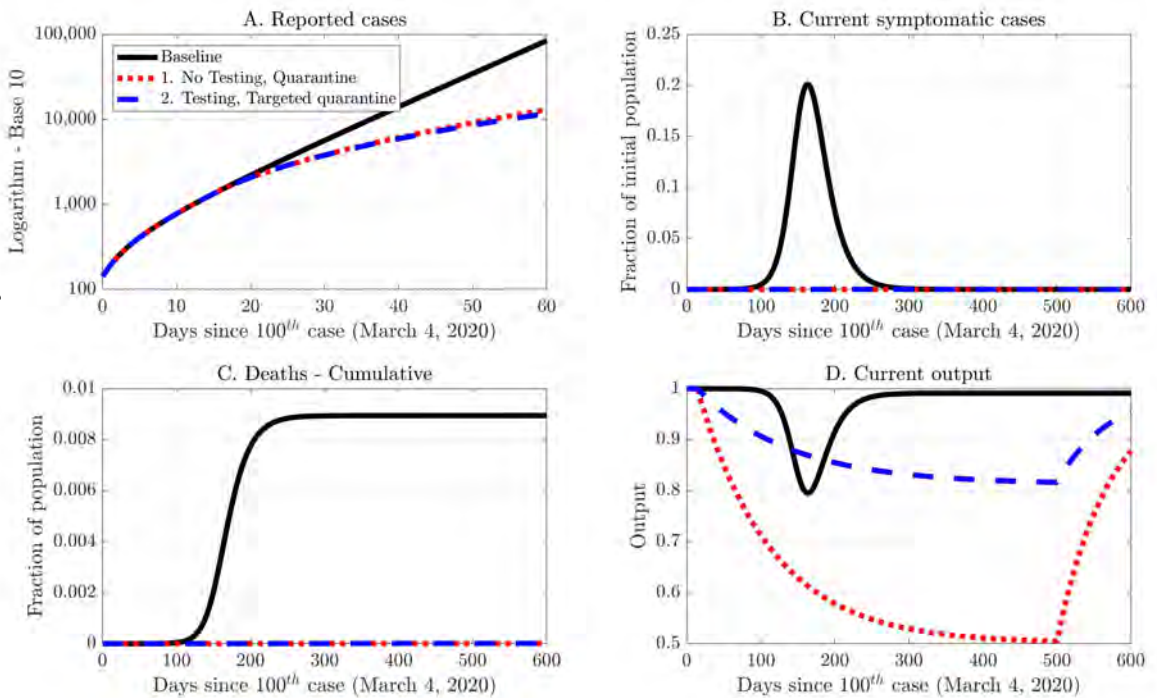 A. Reported cases
Logarithm - Base 10
100,000
10,000
1,000
100
Baseline
1. No Testing, Quarantine
2. Testing, Targeted quarantine
0 10 20 30 40 50 60
Days since 100th case (March 4, 2020)
B. Current symptomatic cases
Fraction of initial population
0.25
0.2
0.15
0.1
0.05
0
0 100 200 300 400 500 600
Days since 100th case (March 4, 2020)
C. Deaths - Cumulative
Fraction of population
0.01
0.008
0.006
0.004
0.002
0
0 100 200 300 400 500 600
Days since 100th case (March 4, 2020)
D. Current output
Output
1
0.9
0.8
0.7
0.6
0.5
0 100 200 300 400 500 600
Days since 100th case (March 4, 2020)